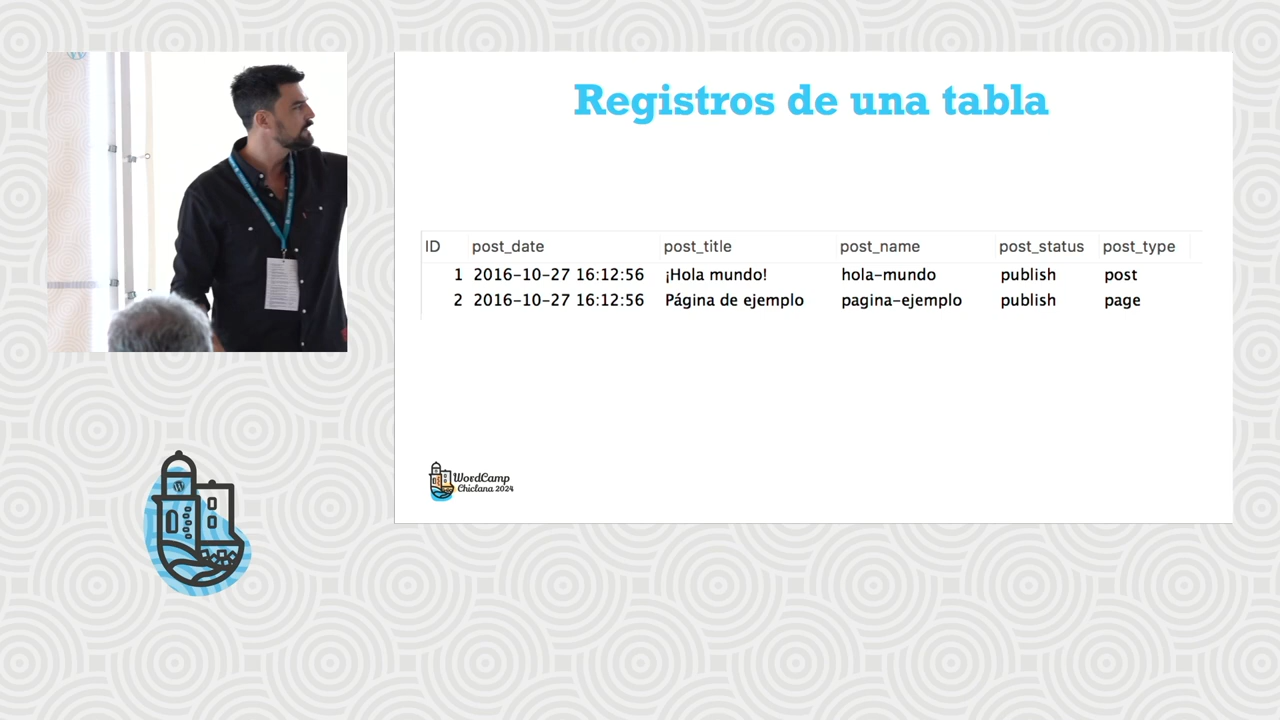 Registros de una tabla
ID post_date post_title post_name post_status post_type
1 2016-10-27 16:12:56 ¡Hola mundo! hola-mundo publish post
2 2016-10-27 16:12:56 Página de ejemplo pagina-ejemplo publish page
WordCamp
Chiclana 2024